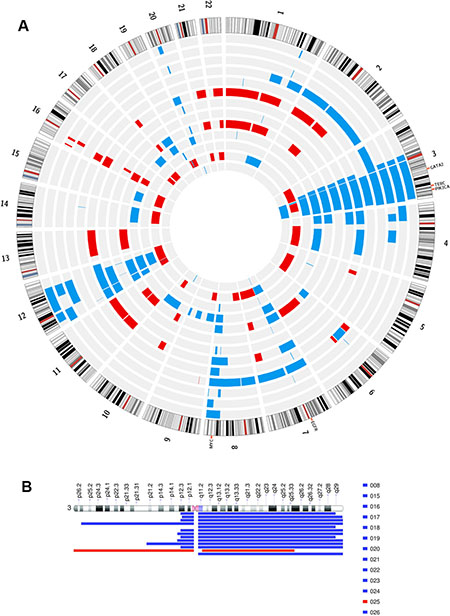 A
1
2
3
GATA2
TERC
PIK3CA
4
5
6
7
EGFR
8
MYC
9
10
11
12
13
14
15
16
17
18
19
20
21
22
B
p26.2
p25.2
p24.3
p24.1
p22.3
p21.33
p21.31
p21.2
p14.3
p14.1
p12.3
p12.1
q11.2
q12.3
q13.12
q13.2
q13.33
q21.3
q22.2
q23
q24
q25.2
q25.33
q26.2
q26.32
q27.2
q28
q29
3
008
015
016
017
018
019
020
021
022
023
024
025
026